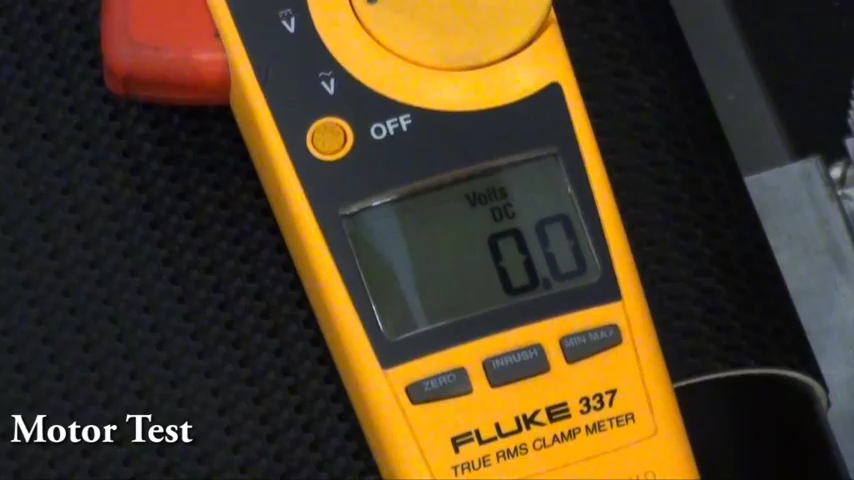 V
V
OFF
Volts
DC
0.0
ZERO
INRUSH
MIN MAX
FLUKE 337
TRUE RMS CLAMP METER
Motor Test